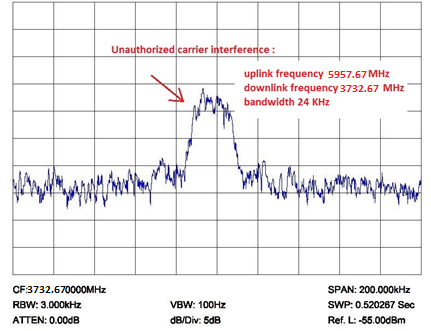 Unauthorized carrier interference :
uplink frequency 5957.67 MHz
downlink frequency 3732.67 MHz
bandwidth 24 KHz
CF:3732.670000MHz
SPAN: 200.000kHz
RBW: 3.000kHz
VBW: 100Hz
SWP: 0.520267 Sec
ATTEN: 0.00dB
dB/Div: 5dB
Ref. L: -55.00dBm